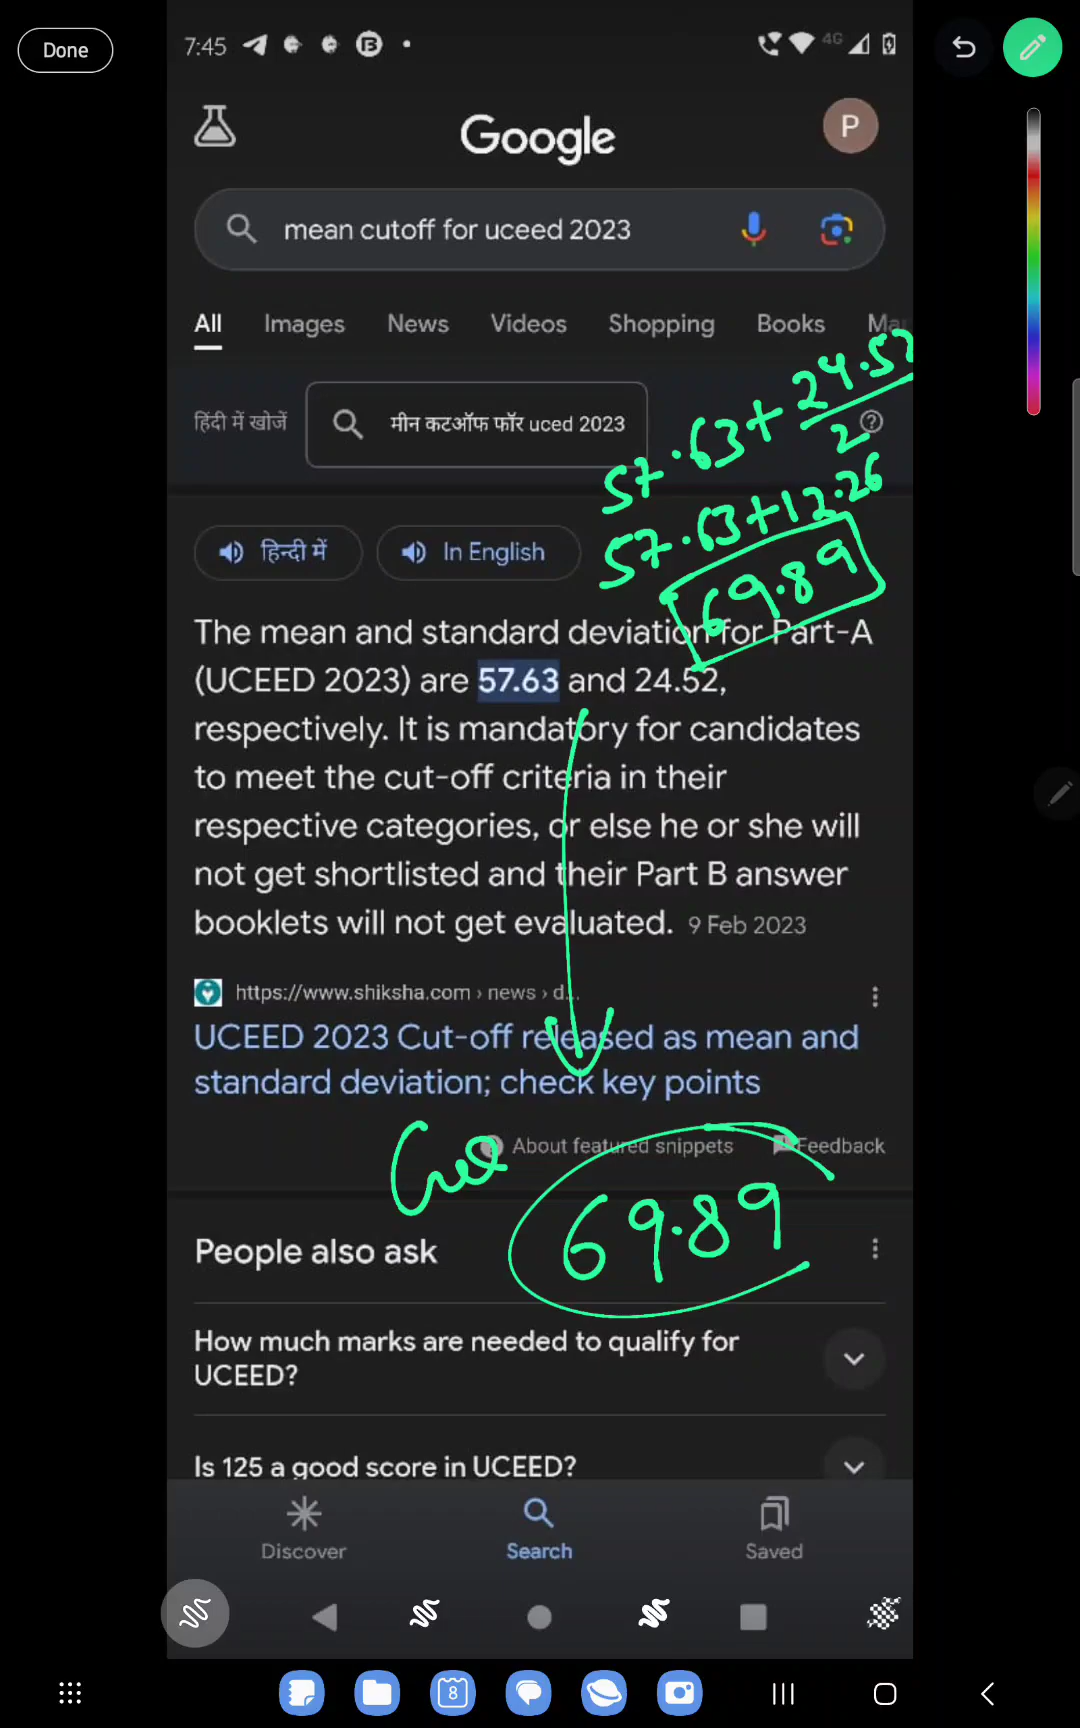 Done
7:45
4G
Google
P
mean cutoff for uceed 2023
All Images News Videos Shopping Books
24.52
57.63+
2
हिंदी में खोजें
मीन कटऑफ फॉर uced 2023
57.63+12.26
हिन्दी में
In English
69.89
The mean and standard deviation for Part-A
(UCEED 2023) are 57.63 and 24.52,
respectively. It is mandatory for candidates
to meet the cut-off criteria in their
respective categories, or else he or she will
not get shortlisted and their Part B answer
booklets will not get evaluated. 9 Feb 2023
https://www.shiksha.com › news › d...
UCEED 2023 Cut-off released as mean and
standard deviation; check key points
About featured snippets Feedback
69.89
People also ask
How much marks are needed to qualify for
UCEED?
Is 125 a good score in UCEED?
Discover Search Saved
8